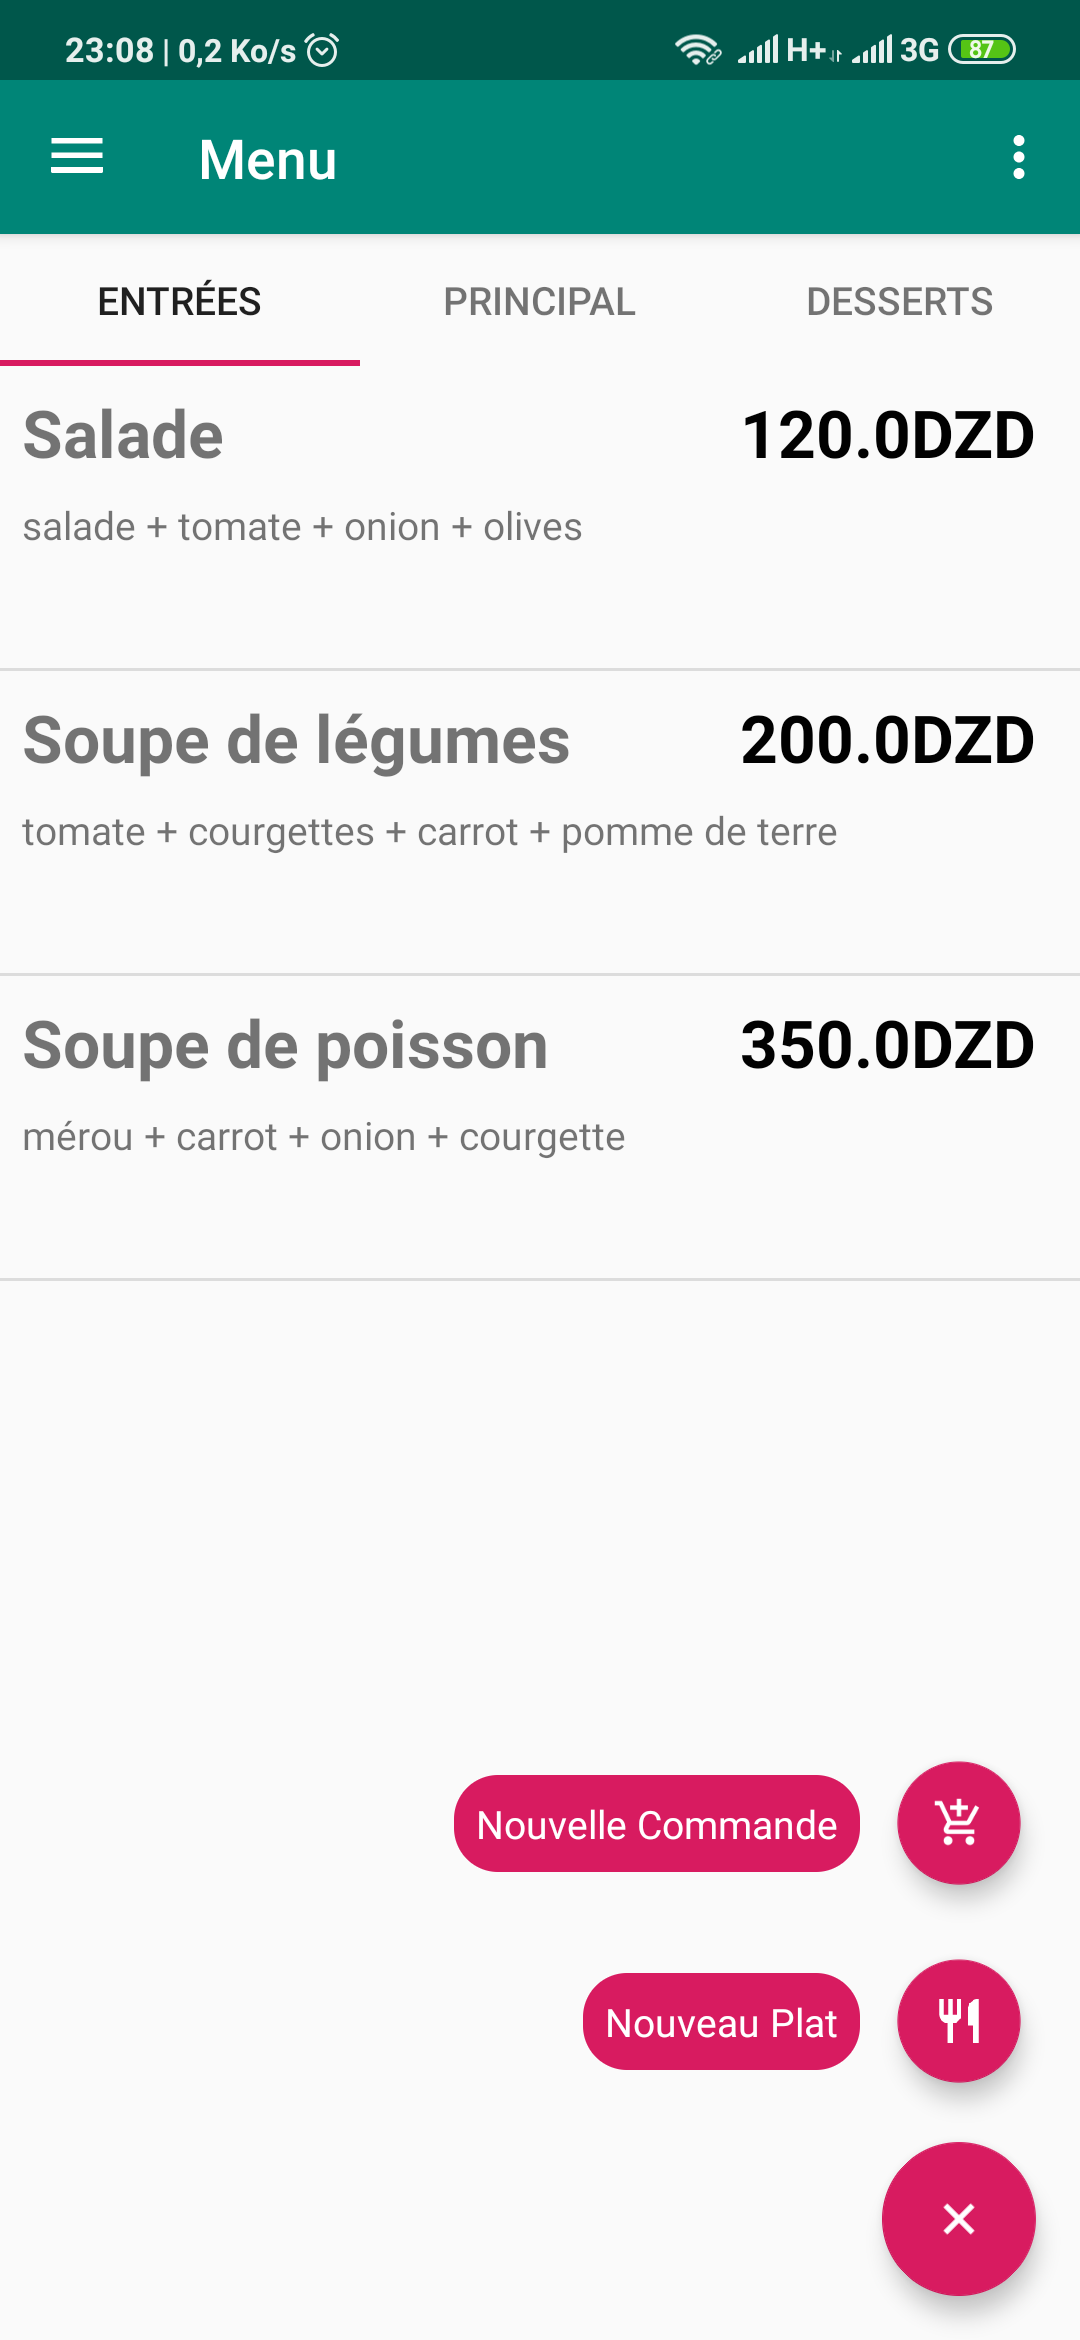 23:08 | 0,2 Ko/s H+ 3G 87
Menu
ENTRÉES PRINCIPAL DESSERTS
Salade 120.0DZD
salade + tomate + onion + olives
Soupe de légumes 200.0DZD
tomate + courgettes + carrot + pomme de terre
Soupe de poisson 350.0DZD
mérou + carrot + onion + courgette
Nouvelle Commande
Nouveau Plat